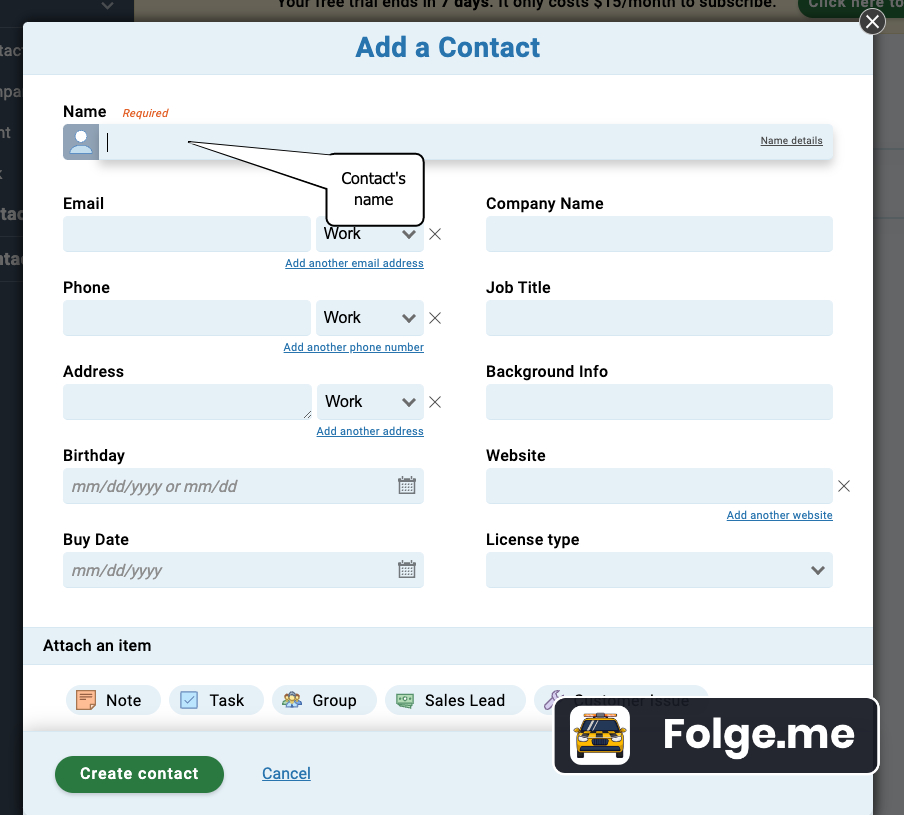 Your free trial ends in 7 days. It only costs $15/month to subscribe.
Click here to
Add a Contact
Name Required
Name details
Contact's
name
Email
Company Name
Work
Add another email address
Phone
Job Title
Work
Add another phone number
Address
Background Info
Work
Add another address
Birthday
Website
mm/dd/yyyy or mm/dd
Add another website
Buy Date
License type
mm/dd/yyyy
Attach an item
Note Task Group Sales Lead Customer Issue
Create contact Cancel
Folge.me